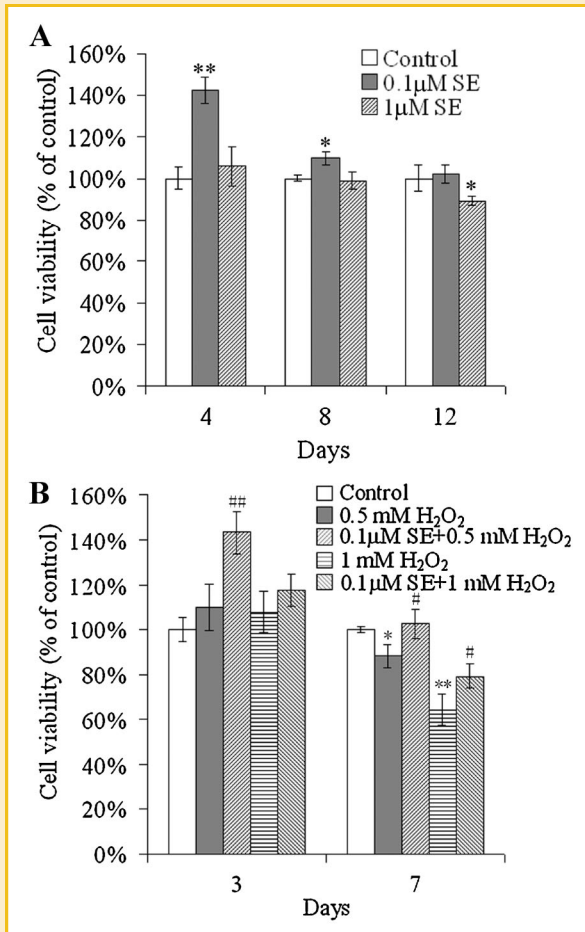 A
Control
0.1μM SE
1μM SE
Cell viability (% of control)
160%
140%
120%
100%
80%
60%
40%
20%
0%
**
*
*
4 8 12
Days
B
Control
0.5 mM H₂O₂
0.1μM SE+0.5 mM H₂O₂
1 mM H₂O₂
0.1μM SE+1 mM H₂O₂
Cell viability (% of control)
160%
140%
120%
100%
80%
60%
40%
20%
0%
##
*
#
**
#
3 7
Days